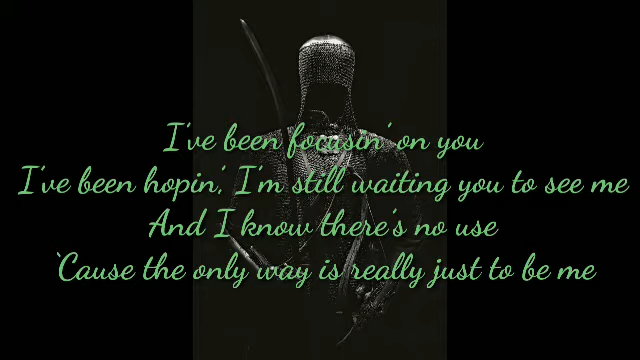 I've been focusin' on you
I've been hopin', I'm still waiting you to see me
And I know there's no use
'Cause the only way is really just to be me